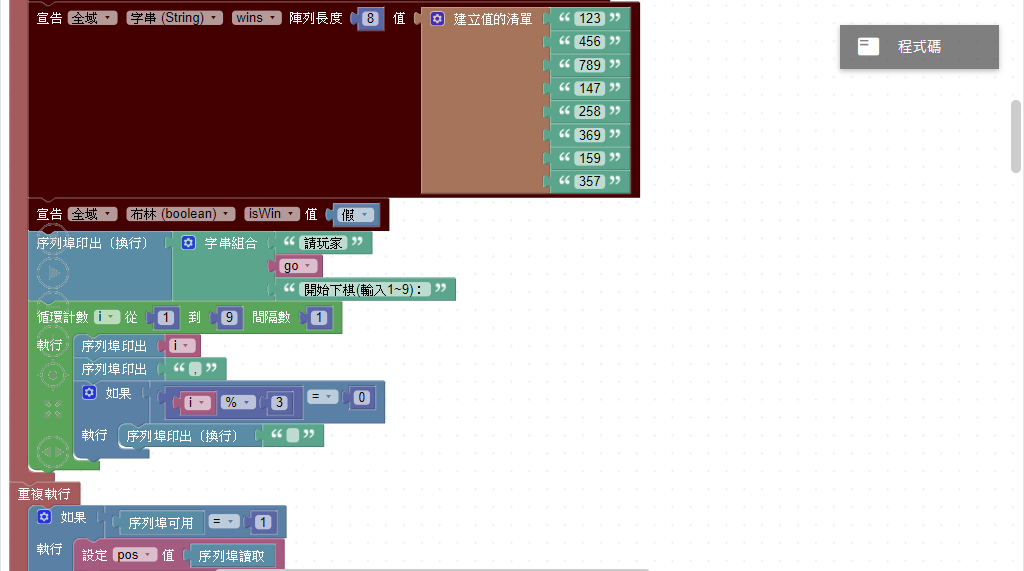 宣告 全域 字串 (String) wins 陣列長度 8 值 建立值的清單 “ 123 ”
“ 456 ”
“ 789 ”
“ 147 ”
“ 258 ”
“ 369 ”
“ 159 ”
“ 357 ”
程式碼
宣告 全域 布林 (boolean) isWin 值 假
序列埠印出（換行） 字串組合 “ 請玩家 ”
go
“ 開始下棋(輸入1~9)： ”
循環計數 i 從 1 到 9 間隔數 1
執行 序列埠印出 i
序列埠印出 “ , ”
如果 i % 3 = 0
執行 序列埠印出（換行） “ ”
重複執行
如果 序列埠可用 = 1
執行 設定 pos 值 序列埠讀取